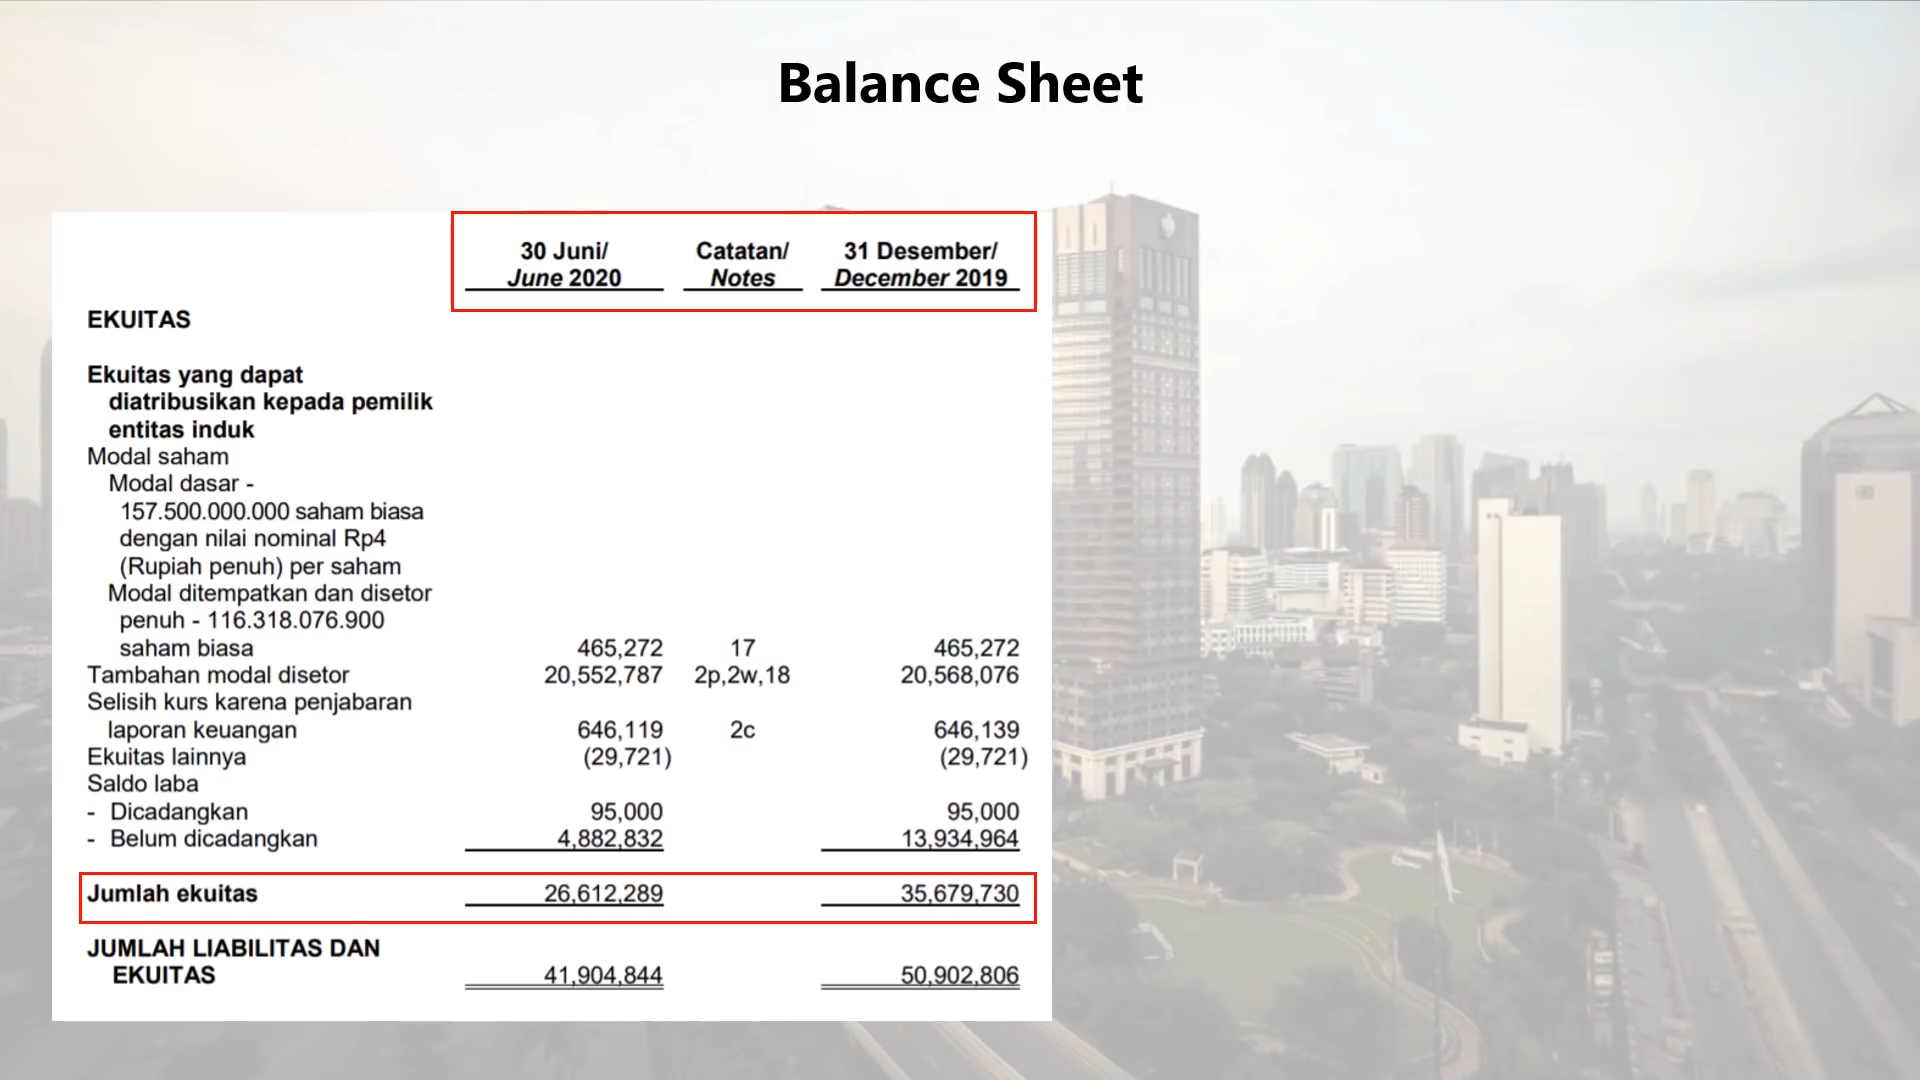 Balance Sheet
30 Juni/ Catatan/ 31 Desember/
June 2020 Notes December 2019
EKUITAS
Ekuitas yang dapat
diatribusikan kepada pemilik
entitas induk
Modal saham
Modal dasar -
157.500.000.000 saham biasa
dengan nilai nominal Rp4
(Rupiah penuh) per saham
Modal ditempatkan dan disetor
penuh - 116.318.076.900
saham biasa 465,272 17 465,272
Tambahan modal disetor 20,552,787 2p,2w,18 20,568,076
Selisih kurs karena penjabaran
laporan keuangan 646,119 2c 646,139
Ekuitas lainnya (29,721) (29,721)
Saldo laba
- Dicadangkan 95,000 95,000
- Belum dicadangkan 4,882,832 13,934,964
Jumlah ekuitas 26,612,289 35,679,730
JUMLAH LIABILITAS DAN
EKUITAS 41,904,844 50,902,806